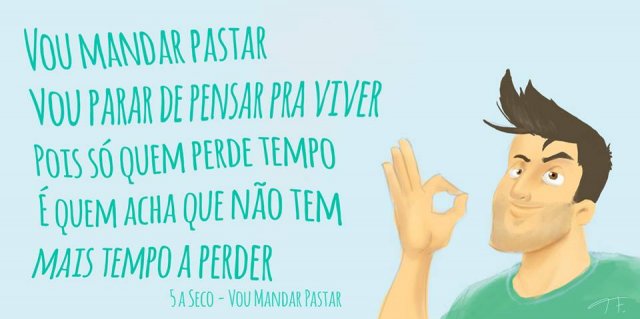 VOU MANDAR PASTAR
VOU PARAR DE PENSAR PRA VIVER
POIS SÓ QUEM PERDE TEMPO
É QUEM ACHA QUE NÃO TEM
MAIS TEMPO A PERDER
5 A SECO - VOU MANDAR PASTAR